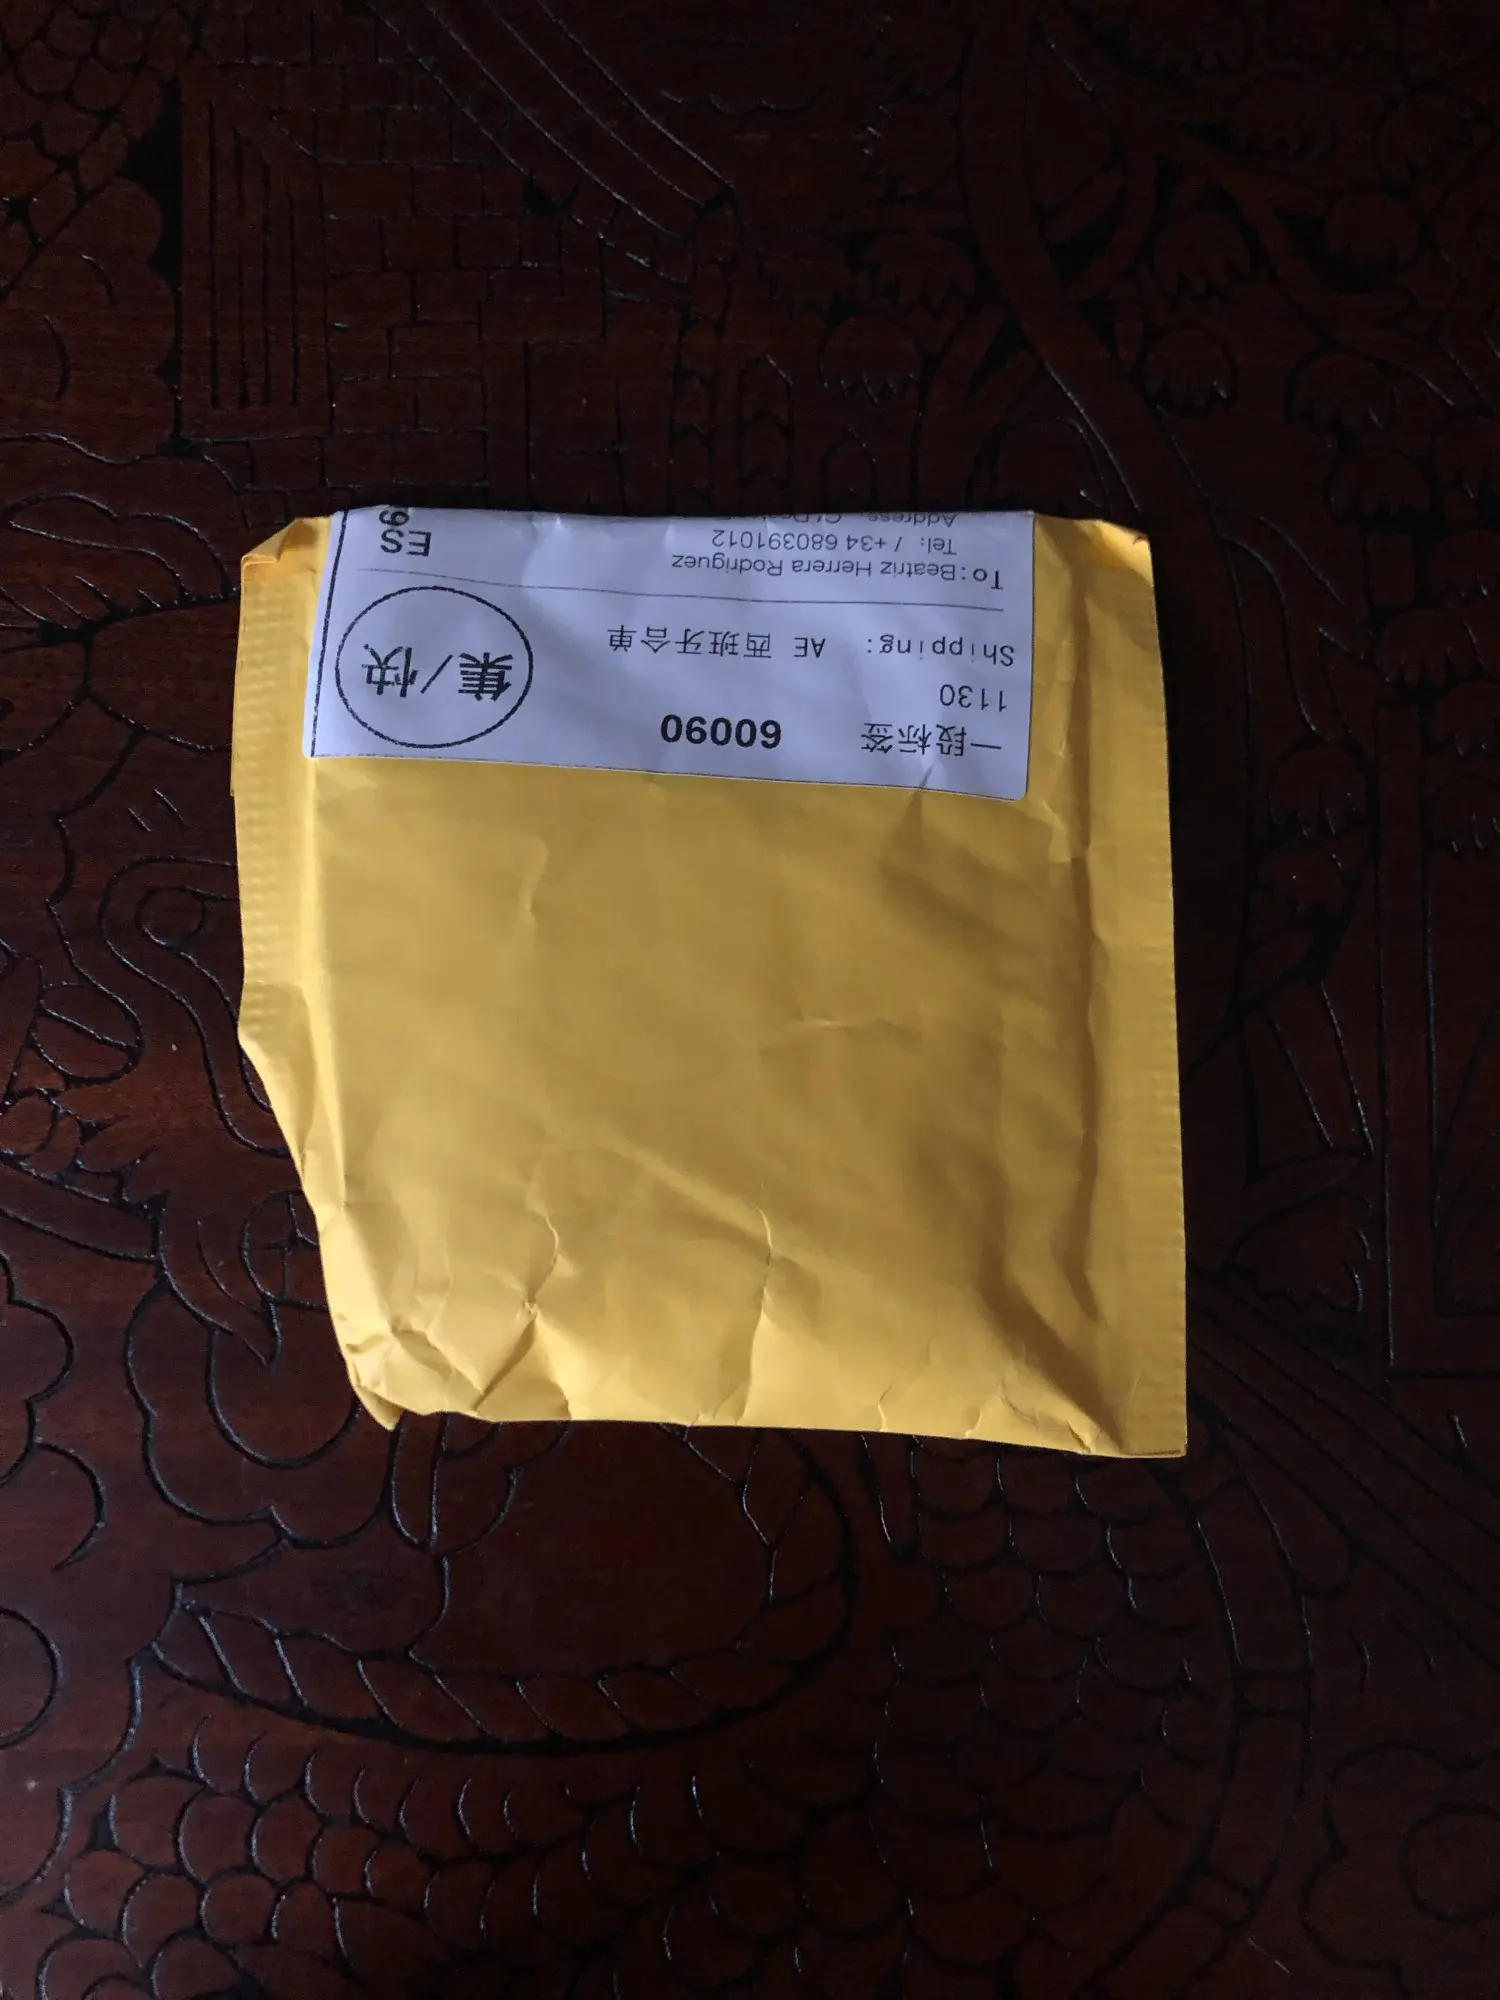 一段标签 60090
1130
Shipping: AE 西班牙合单
集/快
To:Beatriz Herrera Rodriguez
Tel: / +34 680391012
Address: C/
ES